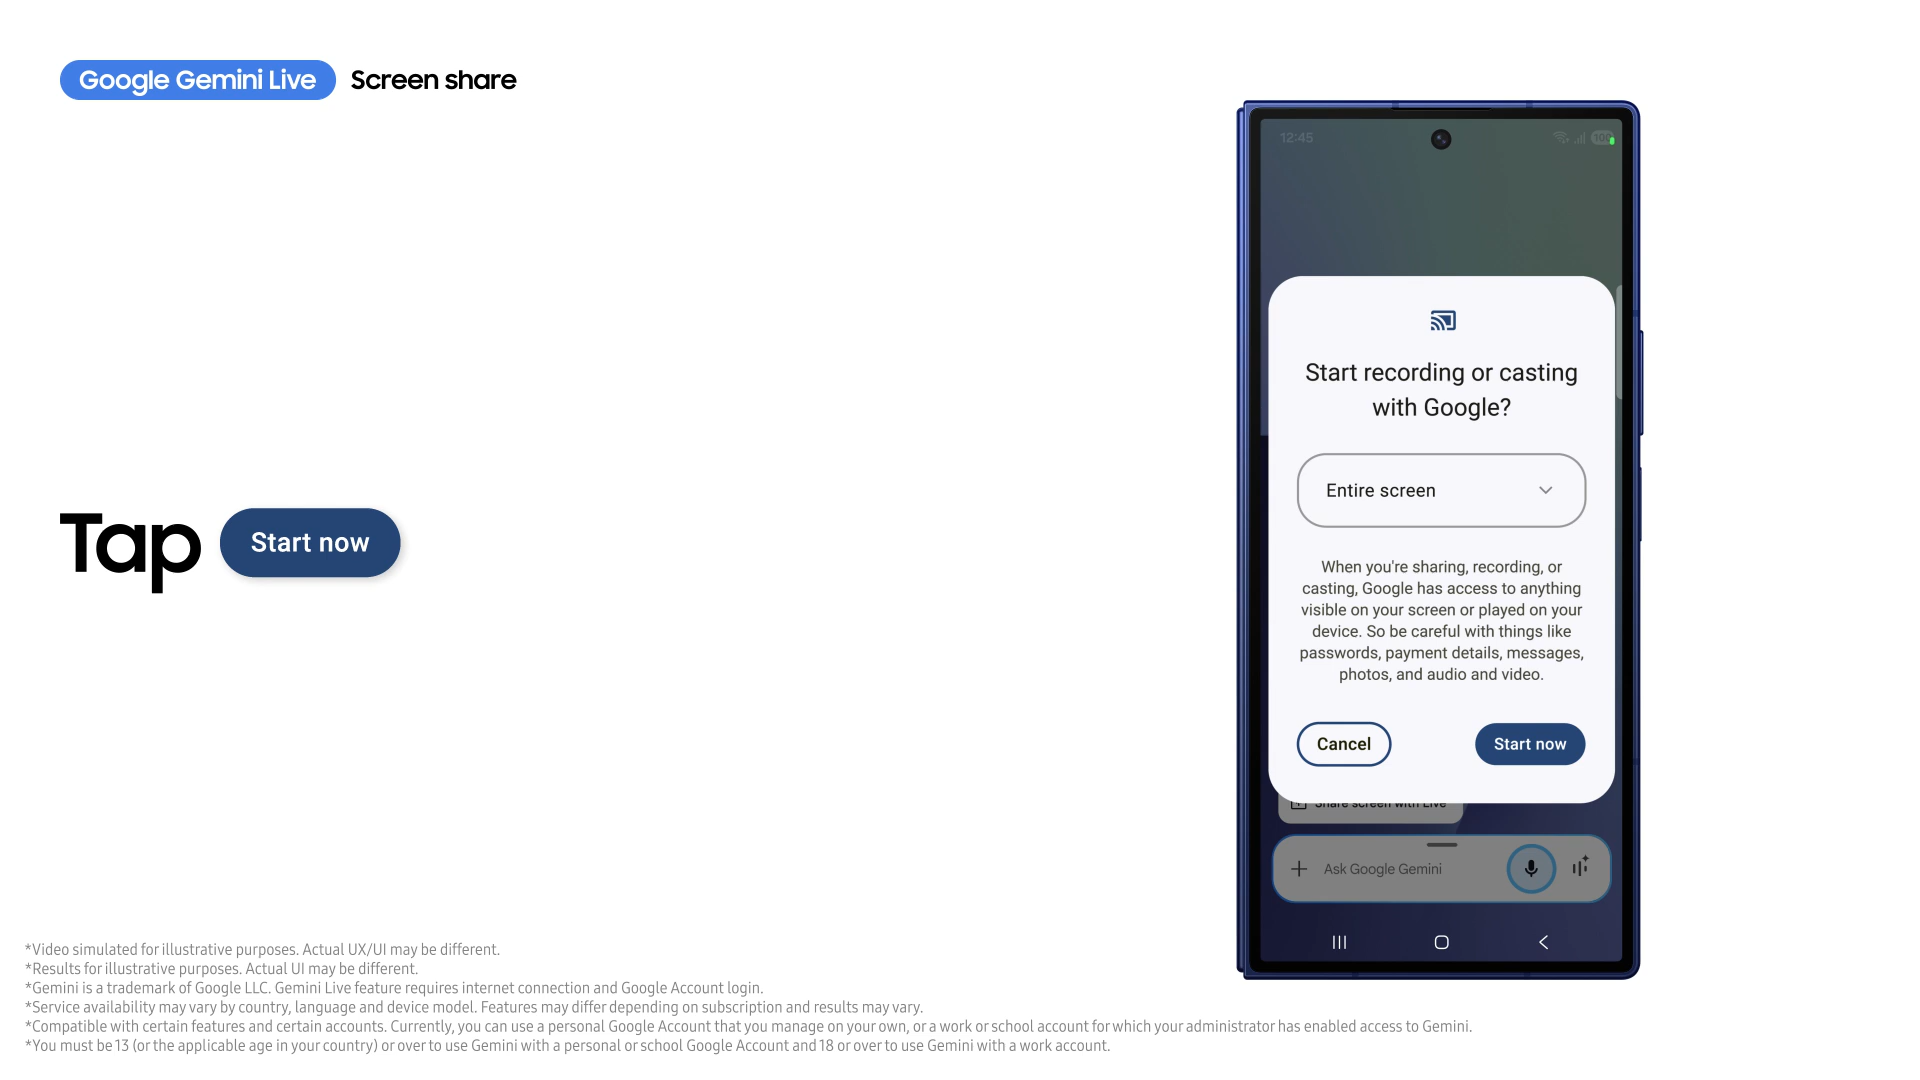 Google Gemini Live Screen share
Tap Start now
12:45
100
Start recording or casting
with Google?
Entire screen
When you're sharing, recording, or
casting, Google has access to anything
visible on your screen or played on your
device. So be careful with things like
passwords, payment details, messages,
photos, and audio and video.
Cancel
Start now
Share screen with Live
Ask Google Gemini
*Video simulated for illustrative purposes. Actual UX/UI may be different.
*Results for illustrative purposes. Actual UI may be different.
*Gemini is a trademark of Google LLC. Gemini Live feature requires internet connection and Google Account login.
*Service availability may vary by country, language and device model. Features may differ depending on subscription and results may vary.
*Compatible with certain features and certain accounts. Currently, you can use a personal Google Account that you manage on your own, or a work or school account for which your administrator has enabled access to Gemini.
*You must be 13 (or the applicable age in your country) or over to use Gemini with a personal or school Google Account and 18 or over to use Gemini with a work account.